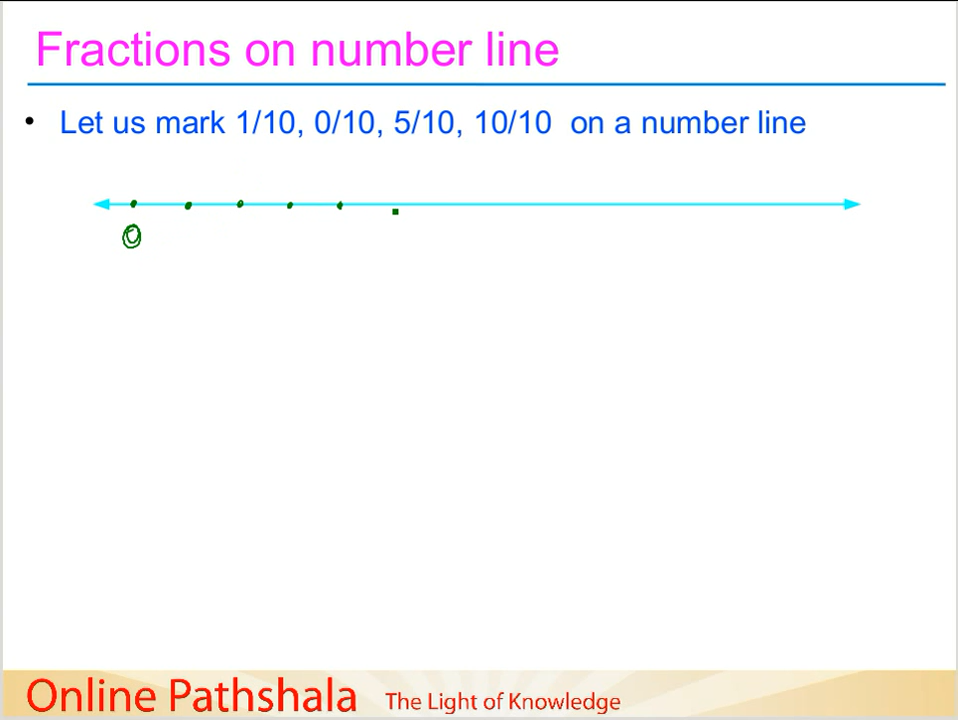 Fractions on number line
• Let us mark 1/10, 0/10, 5/10, 10/10 on a number line
0
Online Pathshala The Light of Knowledge